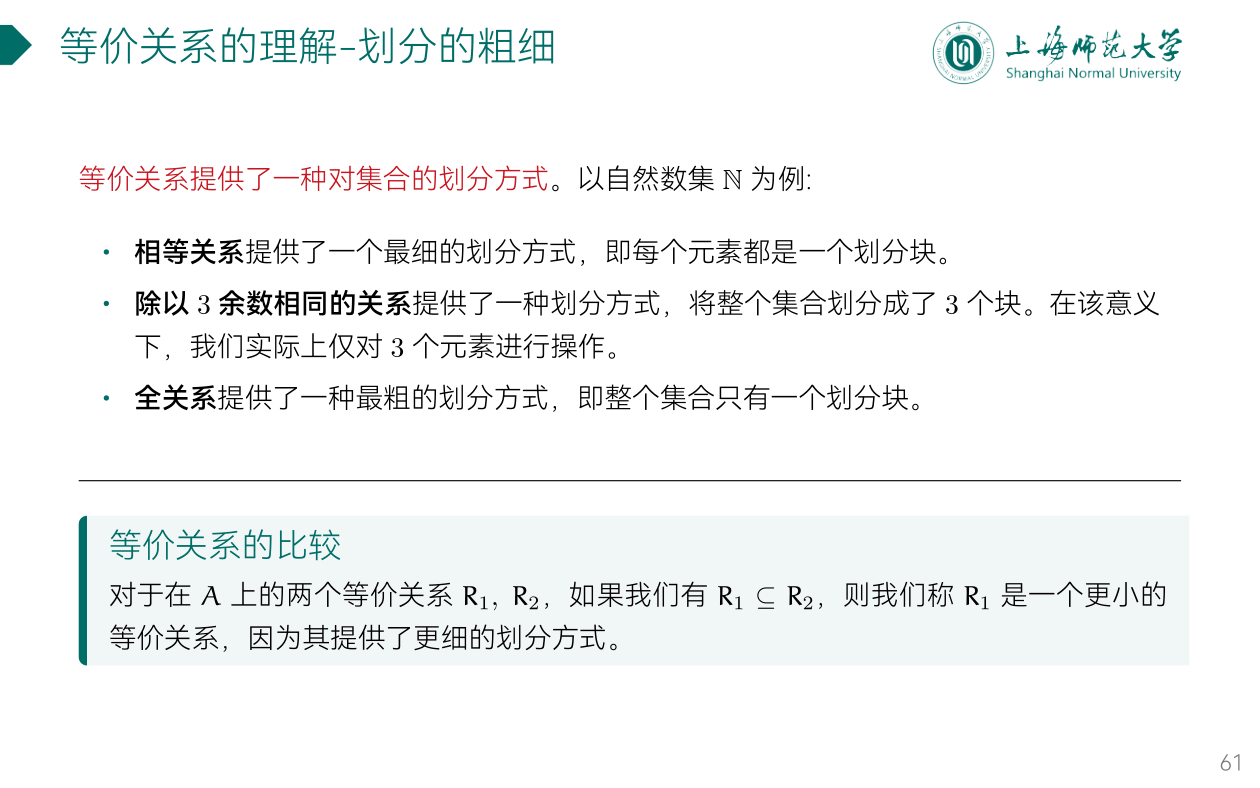 等价关系的理解-划分的粗细
上海师范大学
Shanghai Normal University
等价关系提供了一种对集合的划分方式。以自然数集 ℕ 为例:
• 相等关系提供了一个最细的划分方式，即每个元素都是一个划分块。
• 除以 3 余数相同的关系提供了一种划分方式，将整个集合划分成了 3 个块。在该意义
下，我们实际上仅对 3 个元素进行操作。
• 全关系提供了一种最粗的划分方式，即整个集合只有一个划分块。
等价关系的比较
对于在 A 上的两个等价关系 R₁, R₂，如果我们有 R₁ ⊆ R₂，则我们称 R₁ 是一个更小的
等价关系，因为其提供了更细的划分方式。
61